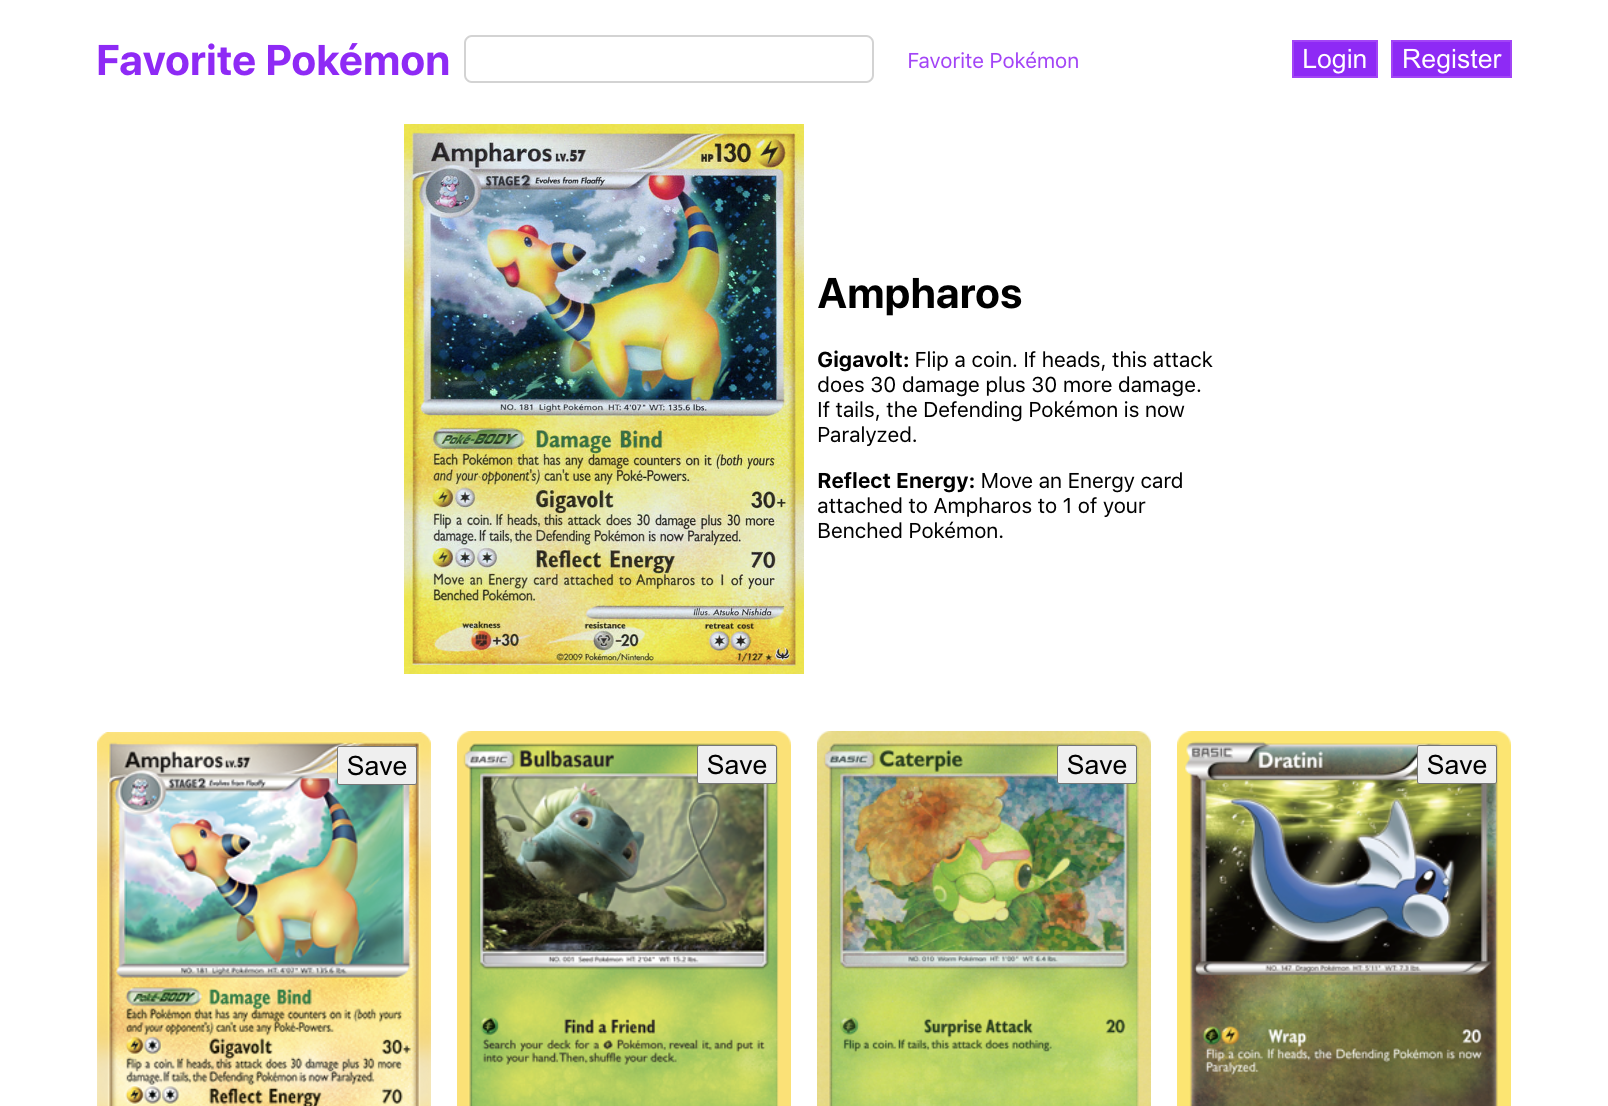 Favorite Pokémon
Favorite Pokémon
Login
Register
Ampharos LV.57
HP 130
STAGE2 Evolves from Flaaffy
NO. 181 Light Pokémon HT: 4'07" WT: 135.6 lbs.
Poké-BODY Damage Bind
Each Pokémon that has any damage counters on it (both yours
and your opponent's) can't use any Poké-Powers.
Gigavolt 30+
Flip a coin. If heads, this attack does 30 damage plus 30 more
damage. If tails, the Defending Pokémon is now Paralyzed.
Reflect Energy 70
Move an Energy card attached to Ampharos to 1 of your
Benched Pokémon.
Illus. Atsuko Nishida
weakness resistance retreat cost
+30 -20
©2009 Pokémon/Nintendo 1/127
Ampharos
Gigavolt: Flip a coin. If heads, this attack
does 30 damage plus 30 more damage.
If tails, the Defending Pokémon is now
Paralyzed.
Reflect Energy: Move an Energy card
attached to Ampharos to 1 of your
Benched Pokémon.
Ampharos LV.57
Save
STAGE2 Evolves from Flaaffy
NO. 181 Light Pokémon HT: 4'07" WT: 135.6 lbs.
Poké-BODY Damage Bind
Each Pokémon that has any damage counters on it (both yours
and your opponent's) can't use any Poké-Powers.
Gigavolt 30+
Flip a coin. If heads, this attack does 30 damage plus 30 more
damage. If tails, the Defending Pokémon is now Paralyzed.
Reflect Energy 70
BASIC Bulbasaur
Save
NO. 001 Seed Pokémon HT: 2'04" WT: 15.2 lbs.
Find a Friend
Search your deck for a Pokémon, reveal it, and put it
into your hand. Then, shuffle your deck.
BASIC Caterpie
Save
NO. 010 Worm Pokémon HT: 1'00" WT: 6.4 lbs.
Surprise Attack 20
Flip a coin. If tails, this attack does nothing.
BASIC Dratini
Save
NO. 147 Dragon Pokémon HT: 5'11" WT: 7.3 lbs.
Wrap 20
Flip a coin. If heads, the Defending Pokémon is now
Paralyzed.